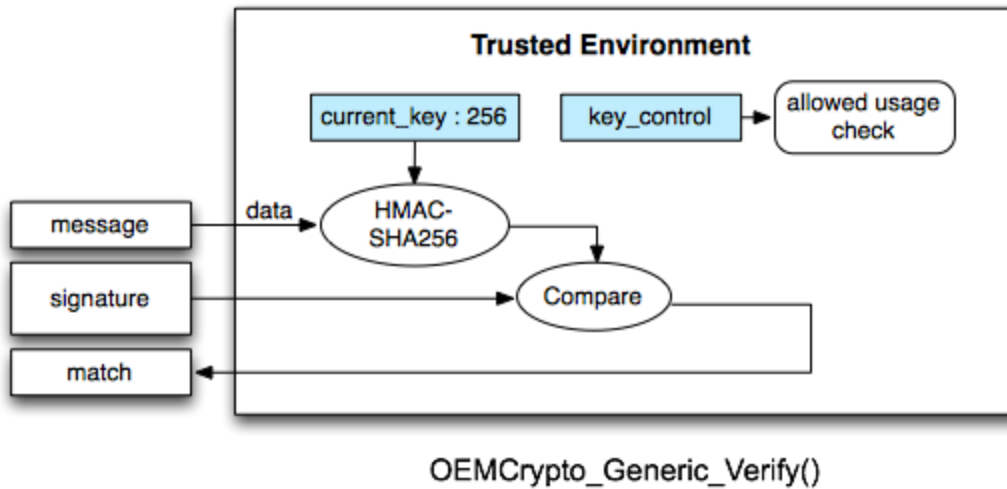 Trusted Environment
current_key : 256
key_control
allowed usage
check
message
data
HMAC-
SHA256
signature
Compare
match
OEMCrypto_Generic_Verify()